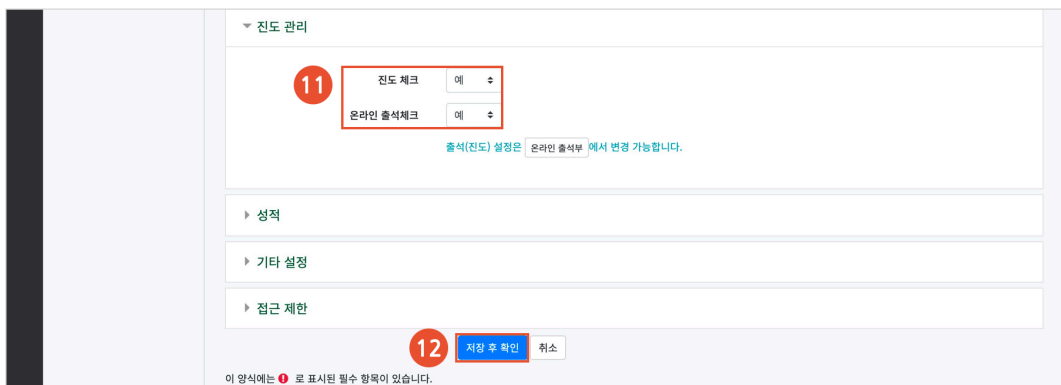 진도 관리
11
진도 체크 예
온라인 출석체크 예
출석(진도) 설정은 온라인 출석부 에서 변경 가능합니다.
성적
기타 설정
접근 제한
12 저장 후 확인 취소
이 양식에는 ! 로 표시된 필수 항목이 있습니다.